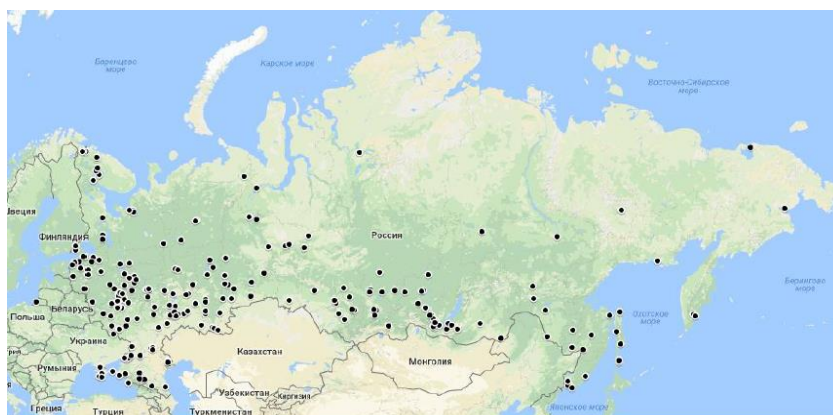 Баренцево
море
Карское море
Восточно-Сибирское
море
Швеция
Финляндия
Россия
Берингово
море
Польша
Беларусь
Охотское
море
Украина
Казахстан
Монголия
Румыния
Узбекистан
Киргизия
Греция
Турция
Туркменистан
Японское море